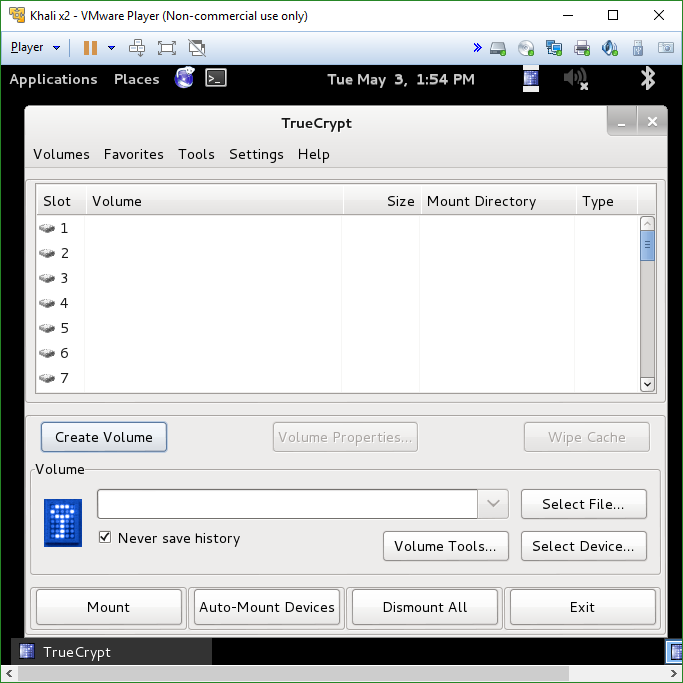 Khali x2 - VMware Player (Non-commercial use only)
Player
Applications Places Tue May 3, 1:54 PM
TrueCrypt
Volumes Favorites Tools Settings Help
Slot Volume Size Mount Directory Type
1
2
3
4
5
6
7
Create Volume Volume Properties... Wipe Cache
Volume
Select File...
Never save history
Volume Tools... Select Device...
Mount Auto-Mount Devices Dismount All Exit
TrueCrypt